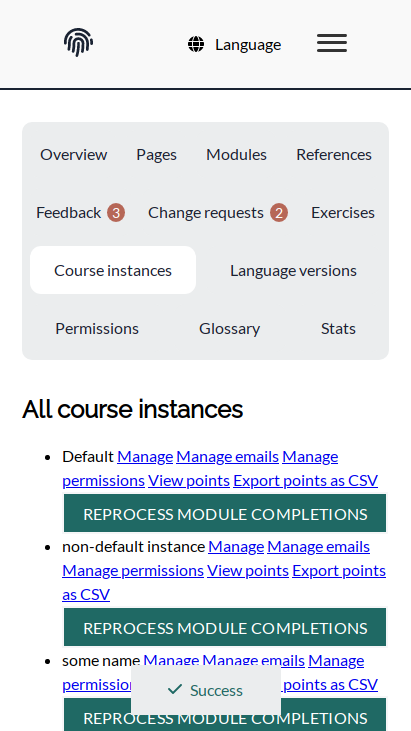 Language
Overview Pages Modules References
Feedback 3 Change requests 2 Exercises
Course instances Language versions
Permissions Glossary Stats
All course instances
Default Manage Manage emails Manage
permissions View points Export points as CSV
REPROCESS MODULE COMPLETIONS
non-default instance Manage Manage emails
Manage permissions View points Export points
as CSV
REPROCESS MODULE COMPLETIONS
some name Manage Manage emails Manage
points as CSV
Success
REPROCESS MODULE COMPLETIONS